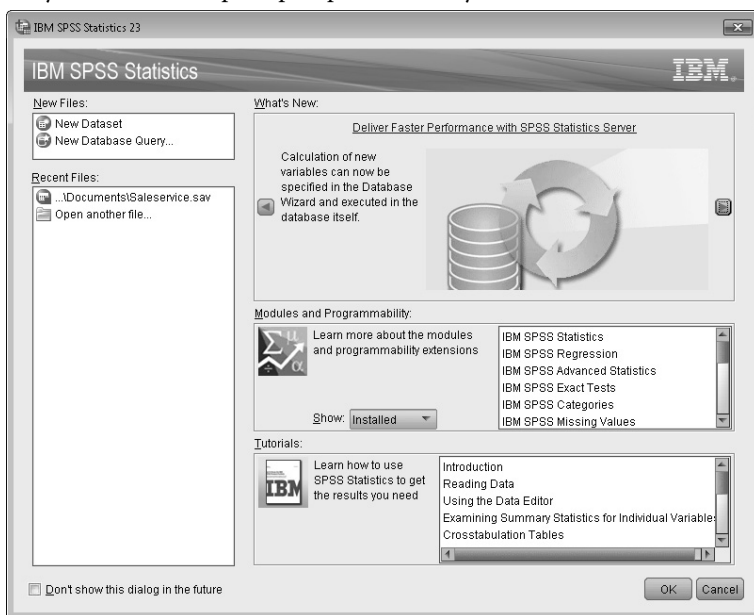 IBM SPSS Statistics 23
IBM SPSS Statistics
IBM
New Files:
New Dataset
New Database Query...
Recent Files:
...\Documents\Saleservice.sav
Open another file...
What's New:
Deliver Faster Performance with SPSS Statistics Server
Calculation of new
variables can now be
specified in the Database
Wizard and executed in the
database itself.
Modules and Programmability:
Learn more about the modules
and programmability extensions
Show: Installed
IBM SPSS Statistics
IBM SPSS Regression
IBM SPSS Advanced Statistics
IBM SPSS Exact Tests
IBM SPSS Categories
IBM SPSS Missing Values
Tutorials:
IBM
Learn how to use
SPSS Statistics to get
the results you need
Introduction
Reading Data
Using the Data Editor
Examining Summary Statistics for Individual Variables
Crosstabulation Tables
Don't show this dialog in the future
OK
Cancel